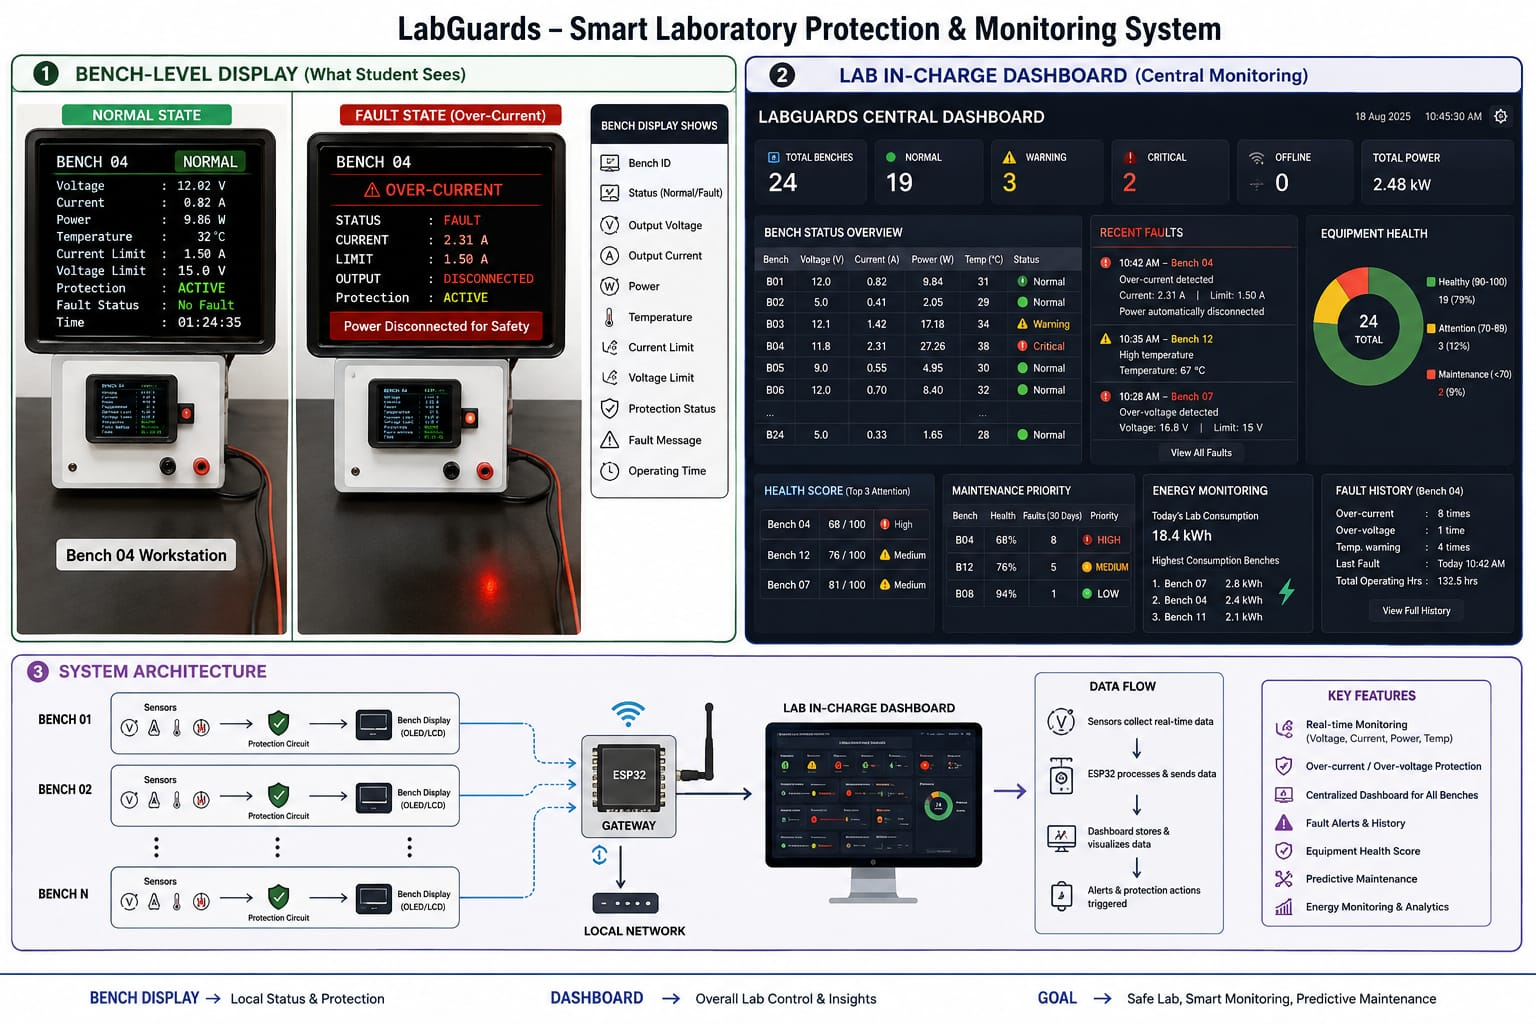 LabGuards – Smart Laboratory Protection & Monitoring System
1 BENCH-LEVEL DISPLAY (What Student Sees)
NORMAL STATE
BENCH 04 NORMAL
Voltage : 12.02 V
Current : 0.82 A
Power : 9.86 W
Temperature : 32°C
Current Limit : 1.50 A
Voltage Limit : 15.0 V
Protection : ACTIVE
Fault Status : No Fault
Time : 01:24:35
Bench 04 Workstation
FAULT STATE (Over-Current)
BENCH 04
OVER-CURRENT
STATUS : FAULT
CURRENT : 2.31 A
LIMIT : 1.50 A
OUTPUT : DISCONNECTED
Protection : ACTIVE
Power Disconnected for Safety
BENCH DISPLAY SHOWS
Bench ID
Status (Normal/Fault)
Output Voltage
Output Current
Power
Temperature
Current Limit
Voltage Limit
Protection Status
Fault Message
Operating Time
2 LAB IN-CHARGE DASHBOARD (Central Monitoring)
LABGUARDS CENTRAL DASHBOARD 18 Aug 2025 10:45:30 AM
TOTAL BENCHES
24
NORMAL
19
WARNING
3
CRITICAL
2
OFFLINE
0
TOTAL POWER
2.48 kW
BENCH STATUS OVERVIEW
Bench Voltage (V) Current (A) Power (W) Temp (°C) Status
B01 12.0 0.82 9.84 31 Normal
B02 5.0 0.41 2.05 29 Normal
B03 12.1 1.42 17.18 34 Warning
B04 11.8 2.31 27.26 38 Critical
B05 9.0 0.55 4.95 30 Normal
B06 12.0 0.70 8.40 32 Normal
... ...
B24 5.0 0.33 1.65 28 Normal
RECENT FAULTS
10:42 AM – Bench 04
Over-current detected
Current: 2.31 A | Limit: 1.50 A
Power automatically disconnected
10:35 AM – Bench 12
High temperature
Temperature: 67 °C
10:28 AM – Bench 07
Over-voltage detected
Voltage: 16.8 V | Limit: 15 V
View All Faults
EQUIPMENT HEALTH
24
TOTAL
Healthy (90-100)
19 (79%)
Attention (70-89)
3 (12%)
Maintenance (<70)
2 (9%)
HEALTH SCORE (Top 3 Attention)
Bench 04 68 / 100 High
Bench 12 76 / 100 Medium
Bench 07 81 / 100 Medium
MAINTENANCE PRIORITY
Bench Health Faults (30 Days) Priority
B04 68% 8 HIGH
B12 76% 5 MEDIUM
B08 94% 1 LOW
ENERGY MONITORING
Today's Lab Consumption
18.4 kWh
Highest Consumption Benches
1. Bench 07 2.8 kWh
2. Bench 04 2.4 kWh
3. Bench 11 2.1 kWh
FAULT HISTORY (Bench 04)
Over-current : 8 times
Over-voltage : 1 time
Temp. warning : 4 times
Last Fault : Today 10:42 AM
Total Operating Hrs : 132.5 hrs
View Full History
3 SYSTEM ARCHITECTURE
BENCH 01
Sensors
V A
Protection Circuit
Bench Display
(OLED/LCD)
BENCH 02
Sensors
V A
Protection Circuit
Bench Display
(OLED/LCD)
BENCH N
Sensors
V A
Protection Circuit
Bench Display
(OLED/LCD)
ESP32
GATEWAY
LOCAL NETWORK
LAB IN-CHARGE DASHBOARD
DATA FLOW
Sensors collect real-time data
ESP32 processes & sends data
Dashboard stores &
visualizes data
Alerts & protection actions
triggered
KEY FEATURES
Real-time Monitoring
(Voltage, Current, Power, Temp)
Over-current / Over-voltage Protection
Centralized Dashboard for All Benches
Fault Alerts & History
Equipment Health Score
Predictive Maintenance
Energy Monitoring & Analytics
BENCH DISPLAY → Local Status & Protection
DASHBOARD → Overall Lab Control & Insights
GOAL → Safe Lab, Smart Monitoring, Predictive Maintenance